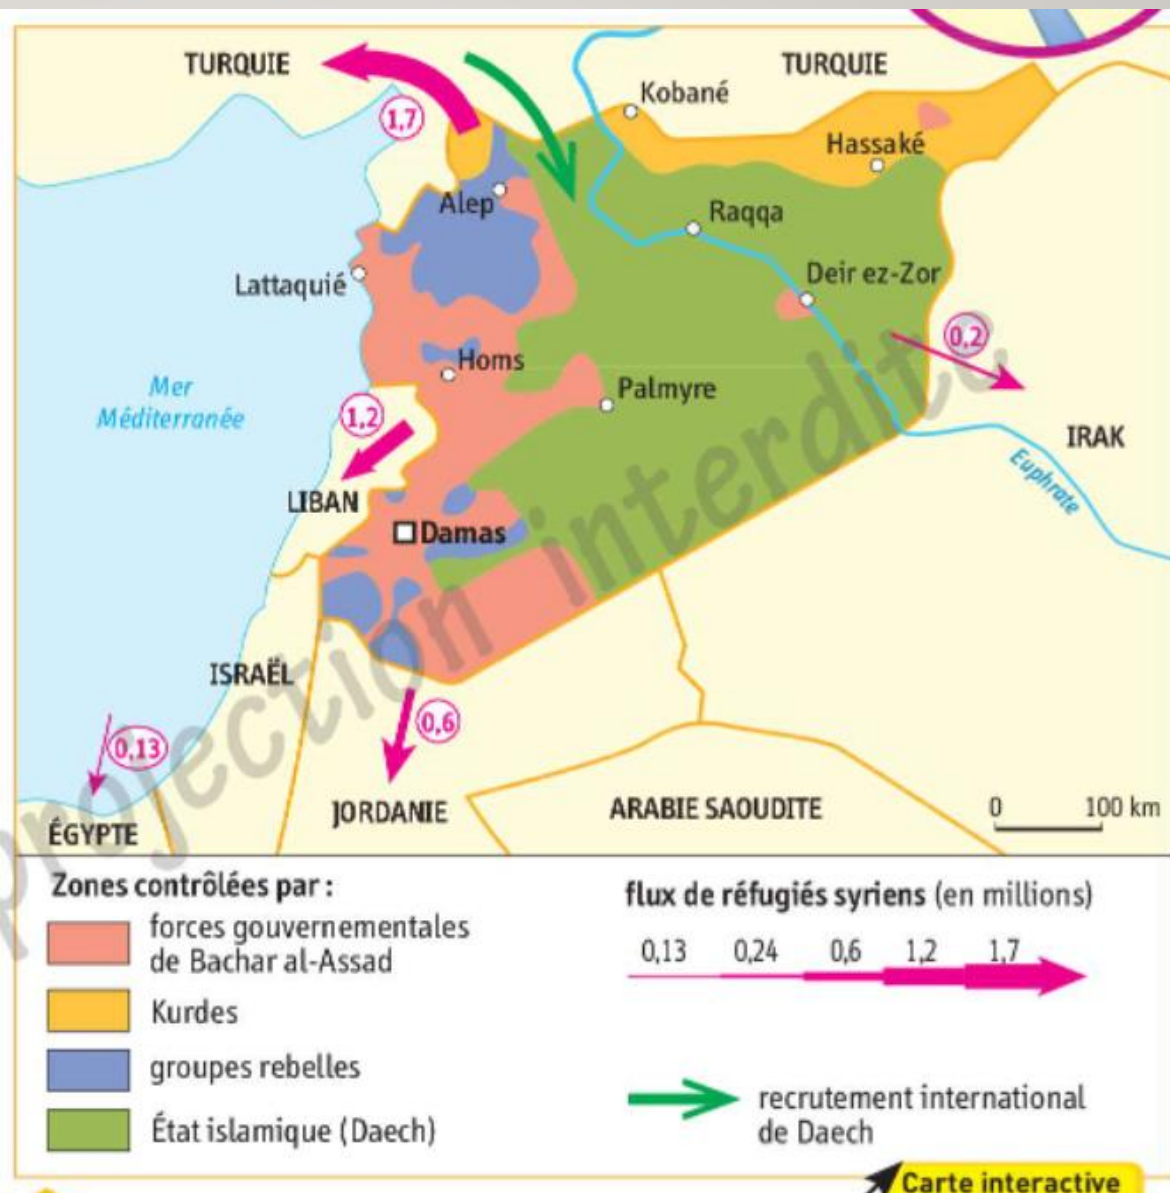 TURQUIE
TURQUIE
1,7
Kobané
Hassaké
Alep
Raqqa
Lattaquié
Deir ez-Zor
0,2
Homs
Mer
Méditerranée
Palmyre
1,2
IRAK
Euphrate
LIBAN
Damas
ISRAËL
0,6
0,13
JORDANIE
ARABIE SAOUDITE
0 100 km
ÉGYPTE
projection interdite
Zones contrôlées par :
forces gouvernementales
de Bachar al-Assad
Kurdes
groupes rebelles
État islamique (Daech)
flux de réfugiés syriens (en millions)
0,13 0,24 0,6 1,2 1,7
recrutement international
de Daech
Carte interactive